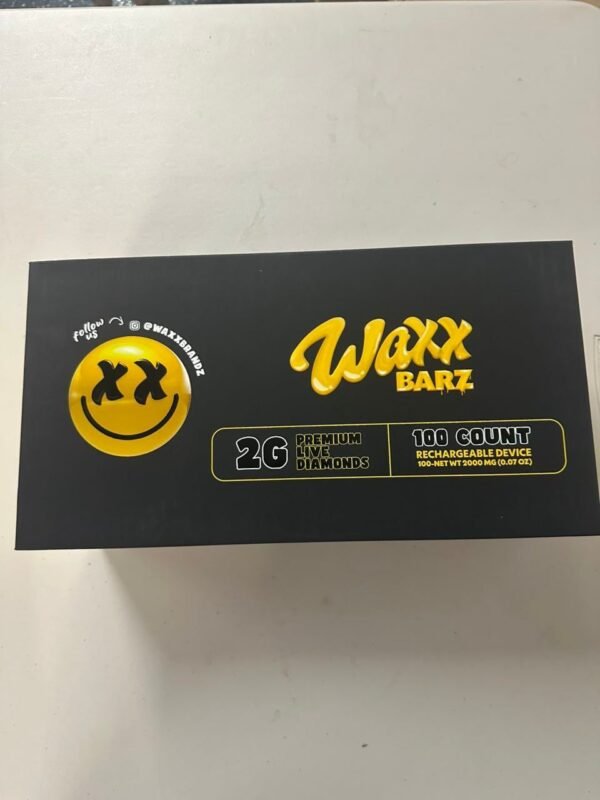 follow us
@WAXXBRANDZ
Waxx
BARZ
2G
PREMIUM
LIVE
DIAMONDS
100 COUNT
RECHARGEABLE DEVICE
100-NET WT 2000 MG (0.07 OZ)